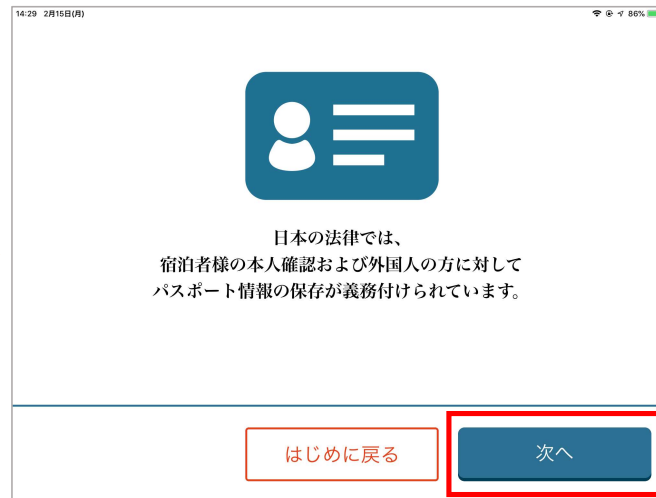 14:29 2月15日(月) 86%
日本の法律では、
宿泊者様の本人確認および外国人の方に対して
パスポート情報の保存が義務付けられています。
はじめに戻る 次へ